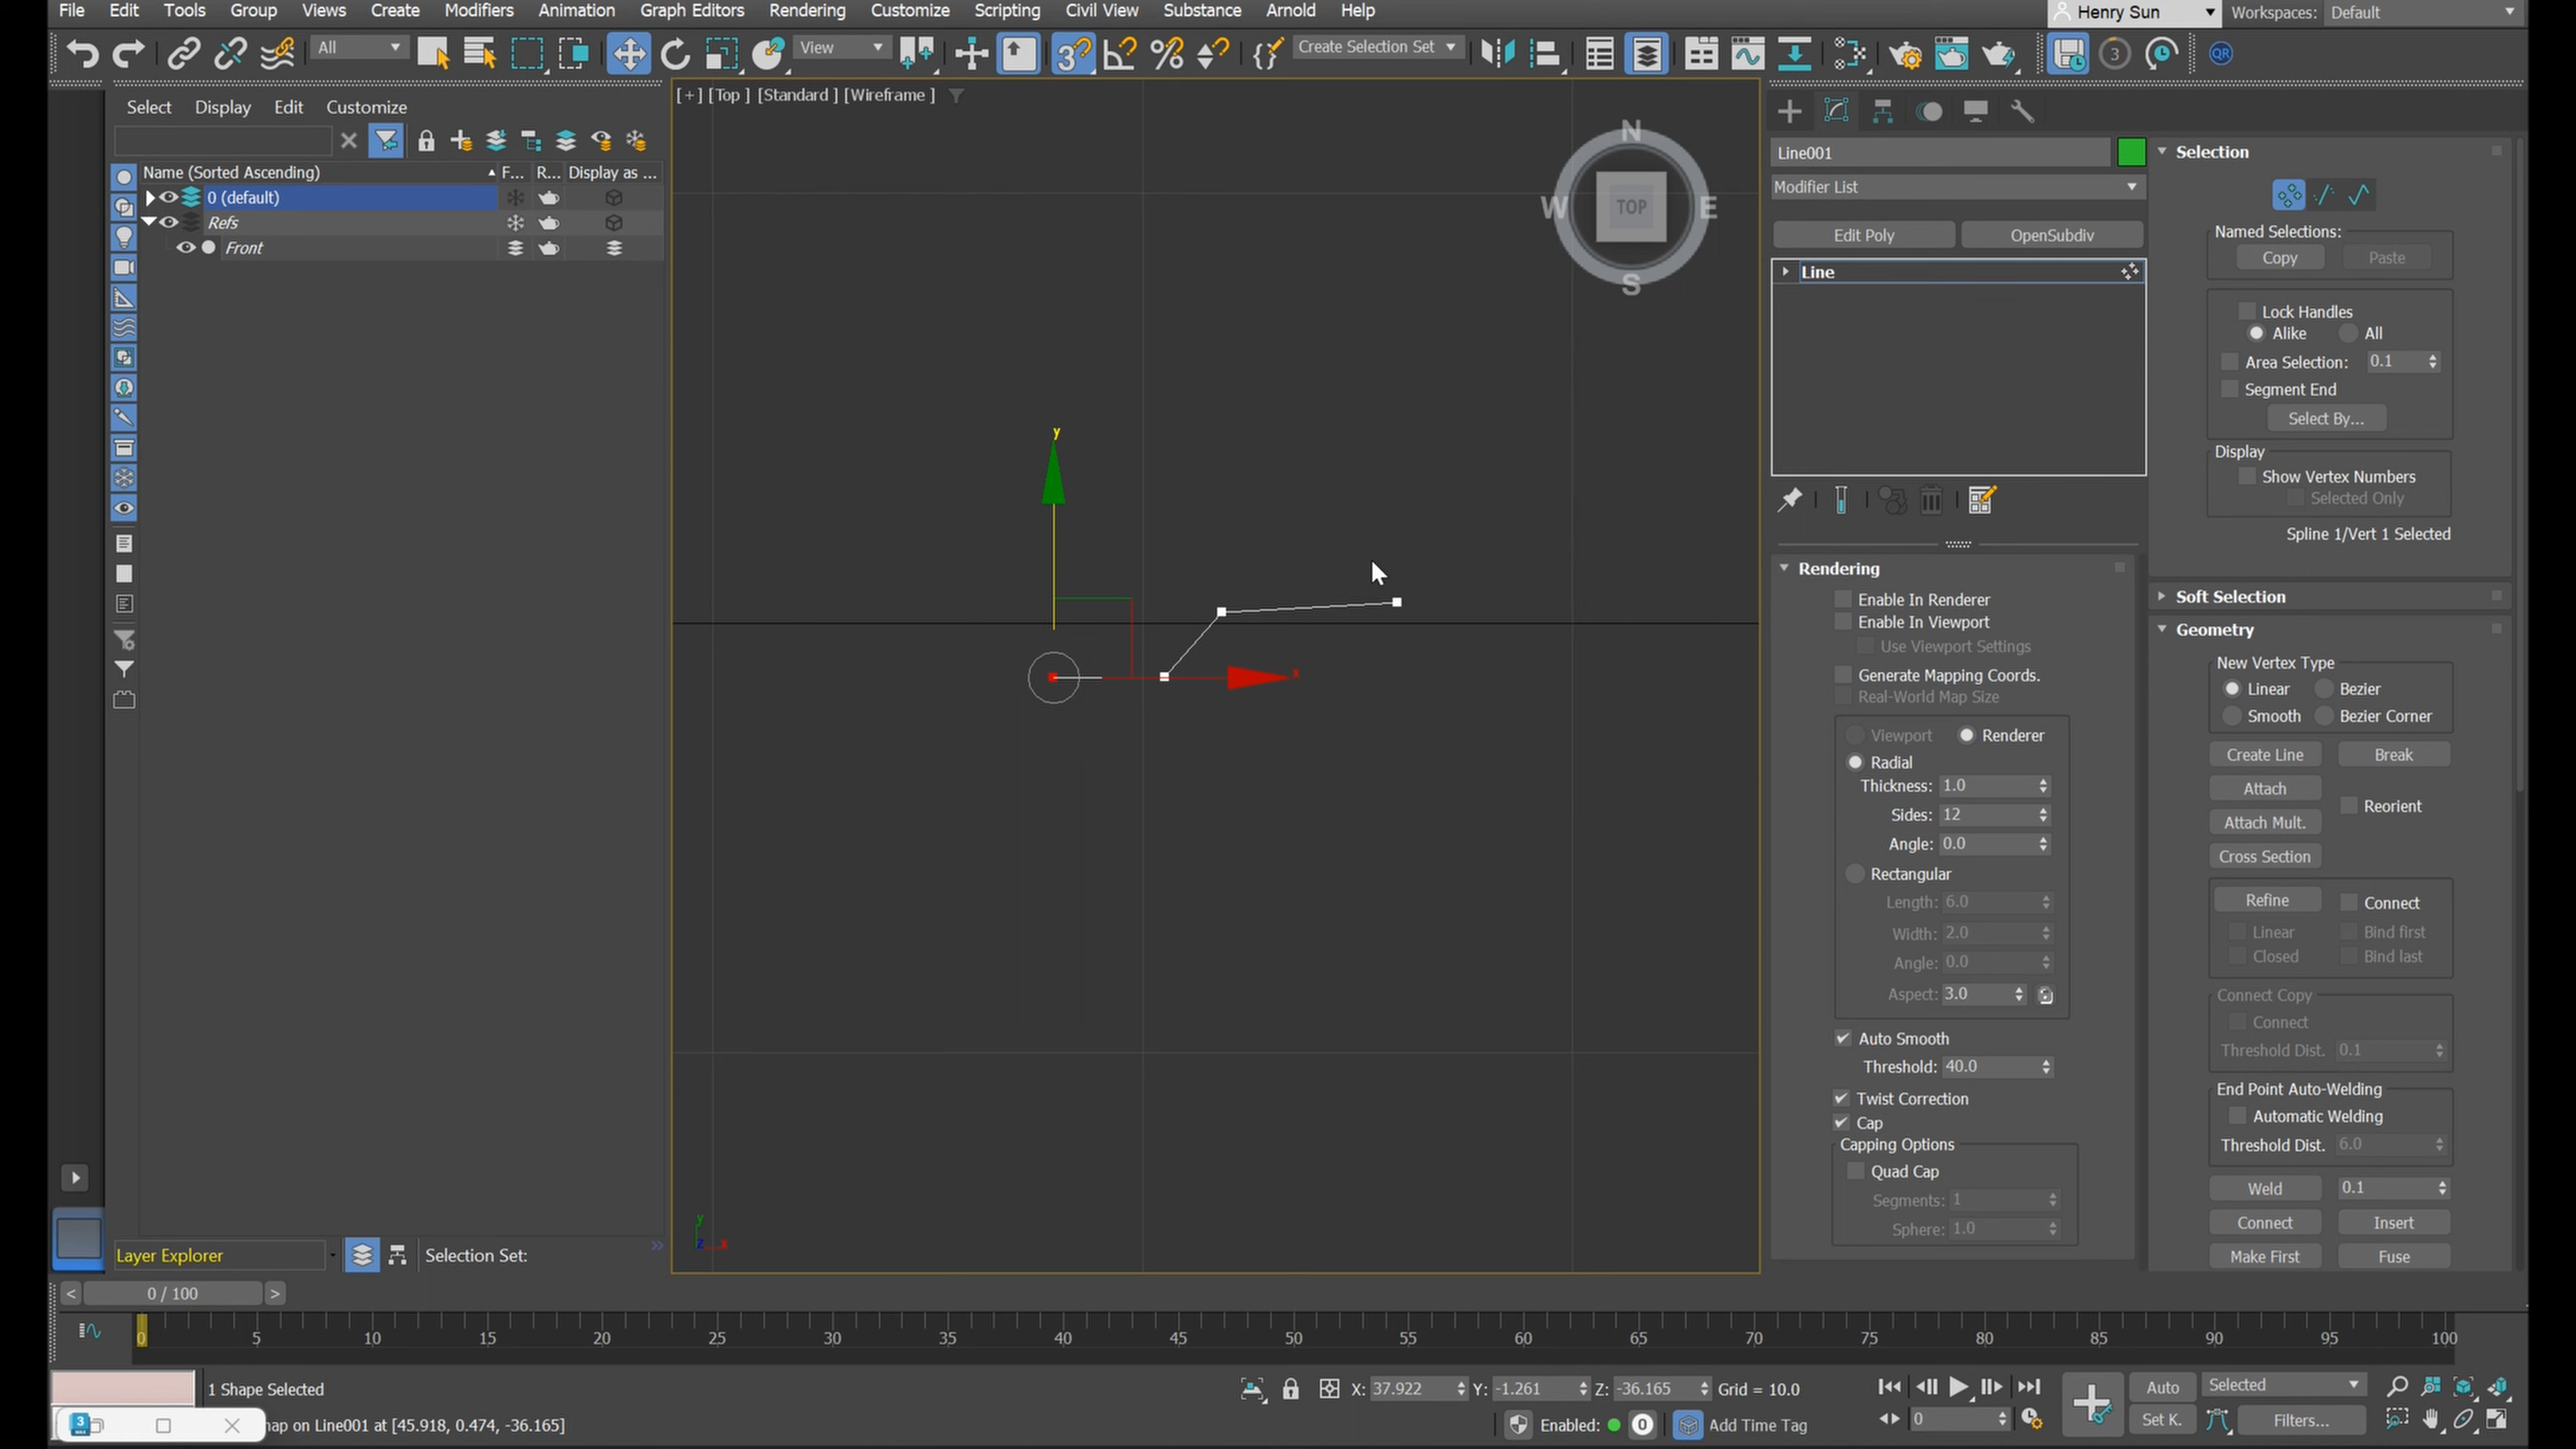 File Edit Tools Group Views Create Modifiers Animation Graph Editors Rendering Customize Scripting Civil View Substance Arnold Help
Henry Sun Workspaces: Default
All View 3 Create Selection Set 3 QR
Select Display Edit Customize
Name (Sorted Ascending) F... R... Display as ...
0 (default)
Refs
Front
Layer Explorer Selection Set:
[+] [Top ] [Standard ] [Wireframe ]
N
W TOP E
S
y
x
y
z x
Line001
Modifier List
Edit Poly OpenSubdiv
Line
Rendering
Enable In Renderer
Enable In Viewport
Use Viewport Settings
Generate Mapping Coords.
Real-World Map Size
Viewport Renderer
Radial
Thickness: 1.0
Sides: 12
Angle: 0.0
Rectangular
Length: 6.0
Width: 2.0
Angle: 0.0
Aspect: 3.0
Auto Smooth
Threshold: 40.0
Twist Correction
Cap
Capping Options
Quad Cap
Segments: 1
Sphere: 1.0
Selection
Named Selections:
Copy Paste
Lock Handles
Alike All
Area Selection: 0.1
Segment End
Select By...
Display
Show Vertex Numbers
Selected Only
Spline 1/Vert 1 Selected
Soft Selection
Geometry
New Vertex Type
Linear Bezier
Smooth Bezier Corner
Create Line Break
Attach
Reorient
Attach Mult.
Cross Section
Refine Connect
Linear Bind first
Closed Bind last
Connect Copy
Connect
Threshold Dist. 0.1
End Point Auto-Welding
Automatic Welding
Threshold Dist. 6.0
Weld 0.1
Connect Insert
Make First Fuse
< 0 / 100 >
0 5 10 15 20 25 30 35 40 45 50 55 60 65 70 75 80 85 90 95 100
1 Shape Selected X: 37.922 Y: -1.261 Z: -36.165 Grid = 10.0 Auto Selected
3 ap on Line001 at [45.918, 0.474, -36.165] Enabled: 0 Add Time Tag 0 Set K. Filters...